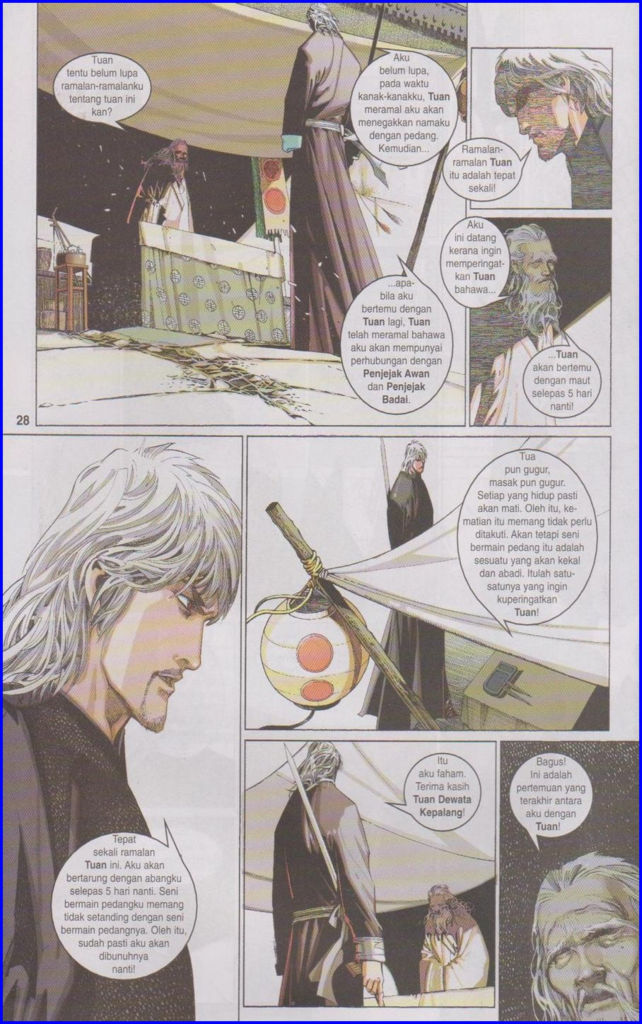 Tuan
tentu belum lupa
ramalan-ramalanku
tentang tuan ini
kan?
Aku
belum lupa,
pada waktu
kanak-kanakku, Tuan
meramal aku akan
menegakkan namaku
dengan pedang.
Kemudian...
...apa-
bila aku
bertemu dengan
Tuan lagi, Tuan
telah meramal bahawa
aku akan mempunyai
perhubungan dengan
Penjejak Awan
dan Penjejak
Badai.
Ramalan-
ramalan Tuan
itu adalah tepat
sekali!
Aku
ini datang
kerana ingin
memperingat-
kan Tuan
bahawa...
...Tuan
akan bertemu
dengan maut
selepas 5 hari
nanti!
28
Tepat
sekali ramalan
Tuan ini. Aku akan
bertarung dengan abangku
selepas 5 hari nanti. Seni
bermain pedangku memang
tidak setanding dengan seni
bermain pedangnya. Oleh itu,
sudah pasti aku akan
dibunuhnya
nanti!
Tua
pun gugur,
masak pun gugur.
Setiap yang hidup pasti
akan mati. Oleh itu, ke-
matian itu memang tidak perlu
ditakuti. Akan tetapi seni
bermain pedang itu adalah
sesuatu yang akan kekal
dan abadi. Itulah satu-
satunya yang ingin
kuperingatkan
Tuan!
Itu
aku faham.
Terima kasih
Tuan Dewata
Kepalang!
Bagus!
Ini adalah
pertemuan yang
terakhir antara
aku dengan
Tuan!